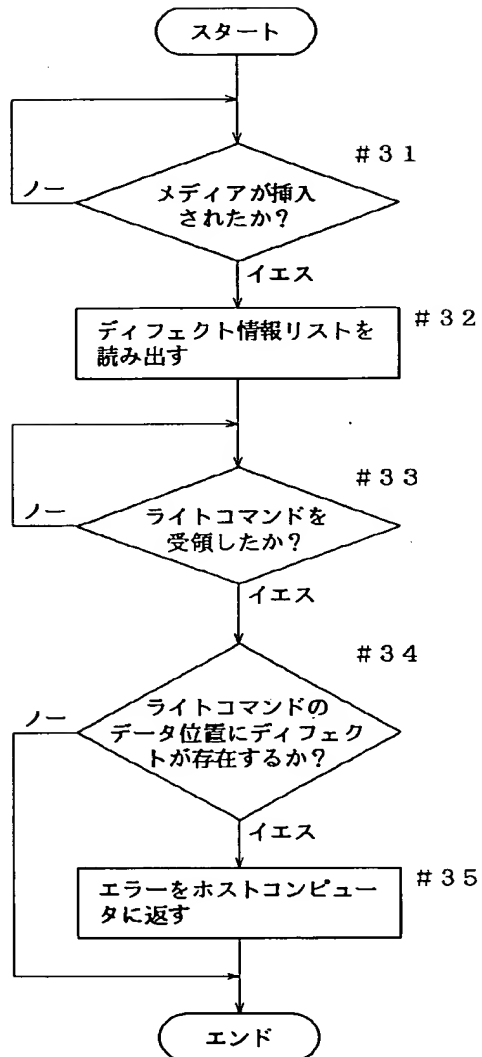 スタート
#31
メディアが挿入
されたか?
ノー
イエス
#32
ディフェクト情報リストを
読み出す
#33
ライトコマンドを
受領したか?
ノー
イエス
#34
ライトコマンドの
データ位置にディフェク
トが存在するか?
ノー
イエス
#35
エラーをホストコンピュー
タに返す
エンド